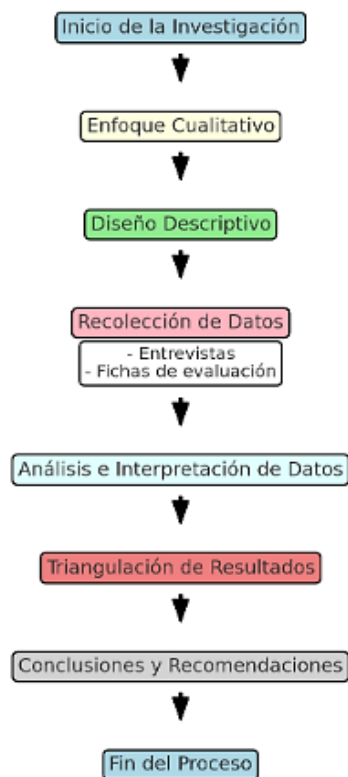 Inicio de la Investigación
Enfoque Cualitativo
Diseño Descriptivo
Recolección de Datos
- Entrevistas
- Fichas de evaluación
Análisis e Interpretación de Datos
Triangulación de Resultados
Conclusiones y Recomendaciones
Fin del Proceso